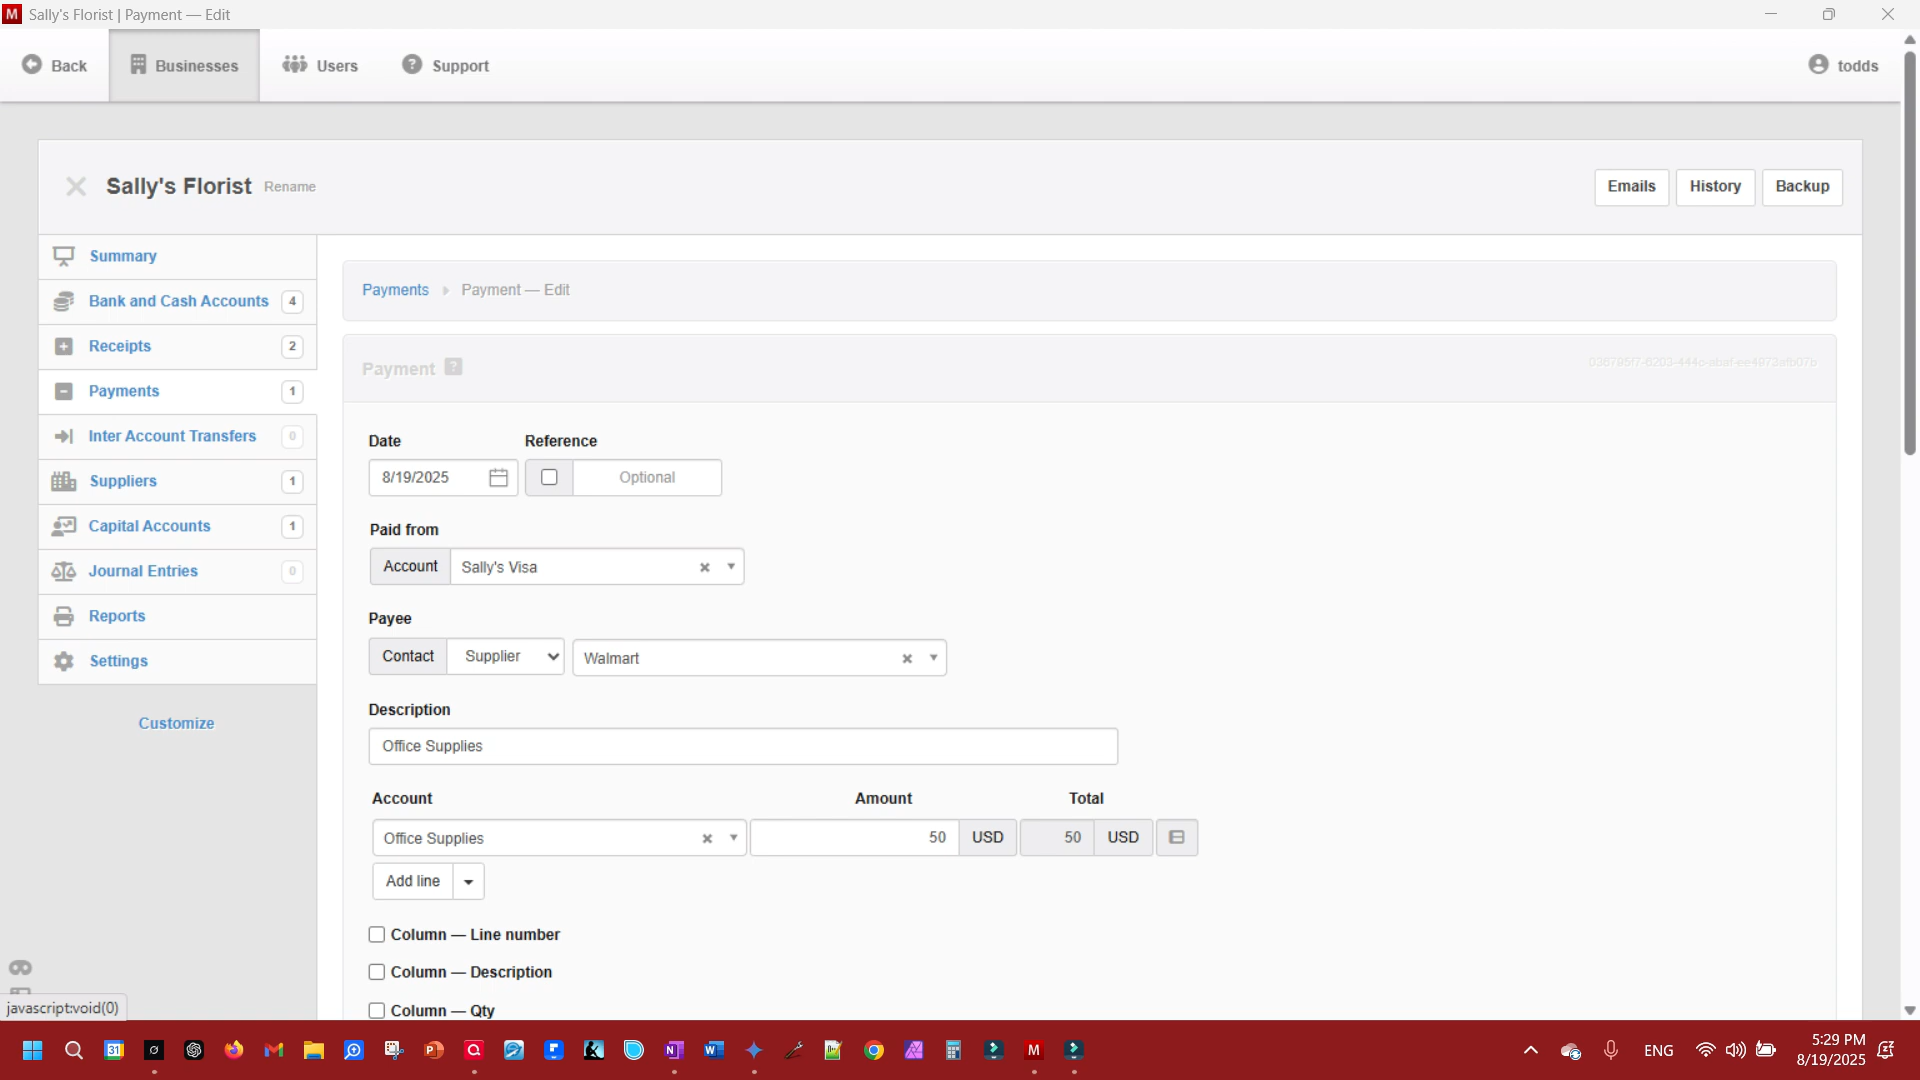 Sally's Florist | Payment — Edit
Back
Businesses
Users
Support
todds
Sally's Florist Rename
Emails
History
Backup
Summary
Bank and Cash Accounts 4
Receipts 2
Payments 1
Inter Account Transfers 0
Suppliers 1
Capital Accounts 1
Journal Entries 0
Reports
Settings
Customize
Payments Payment — Edit
Payment ?
Date Reference
8/19/2025 Optional
Paid from
Account Sally's Visa
Payee
Contact Supplier Walmart
Description
Office Supplies
Account Amount Total
Office Supplies 50 USD 50 USD
Add line
Column — Line number
Column — Description
Column — Qty
javascript:void(0)
ENG
5:29 PM
8/19/2025